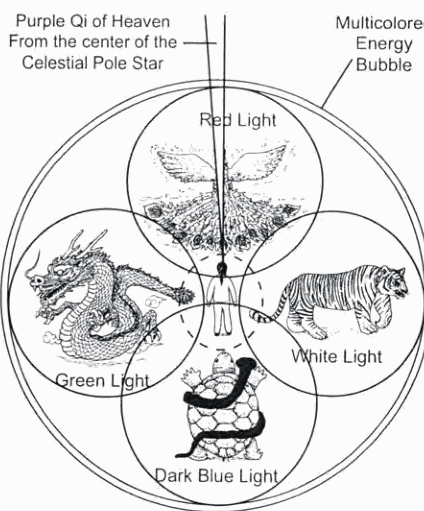 Purple Qi of Heaven
From the center of the
Celestial Pole Star
Multicolored
Energy
Bubble
Red Light
Green Light
White Light
Dark Blue Light